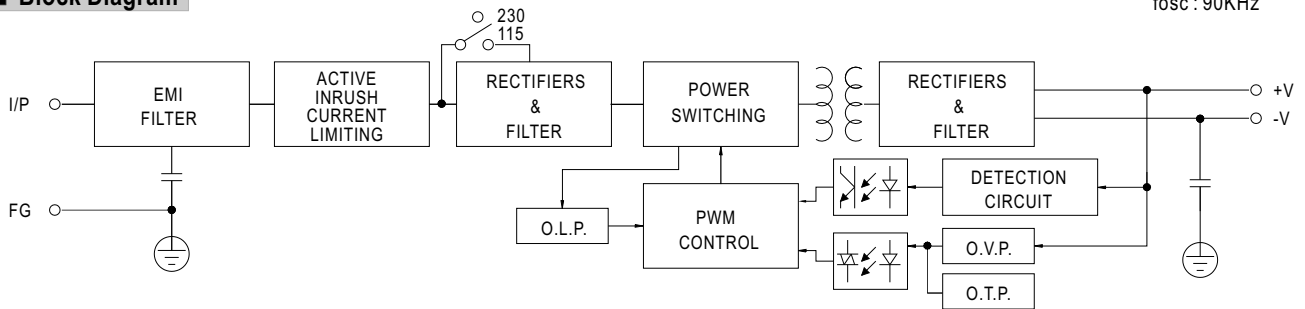 Block Diagram
fosc : 90KHz
230
115
I/P
EMI
FILTER
ACTIVE
INRUSH
CURRENT
LIMITING
RECTIFIERS
&
FILTER
POWER
SWITCHING
RECTIFIERS
&
FILTER
+V
-V
FG
O.L.P.
PWM
CONTROL
DETECTION
CIRCUIT
O.V.P.
O.T.P.